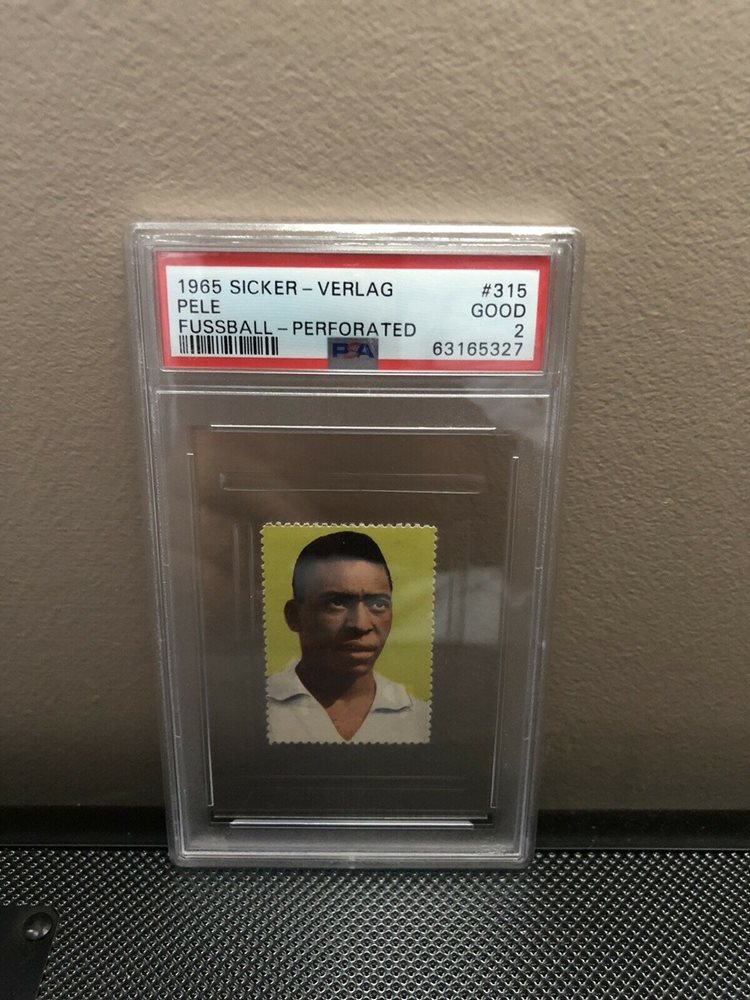 1965 SICKER-VERLAG #315
PELE GOOD
FUSSBALL-PERFORATED 2
PSA 63165327